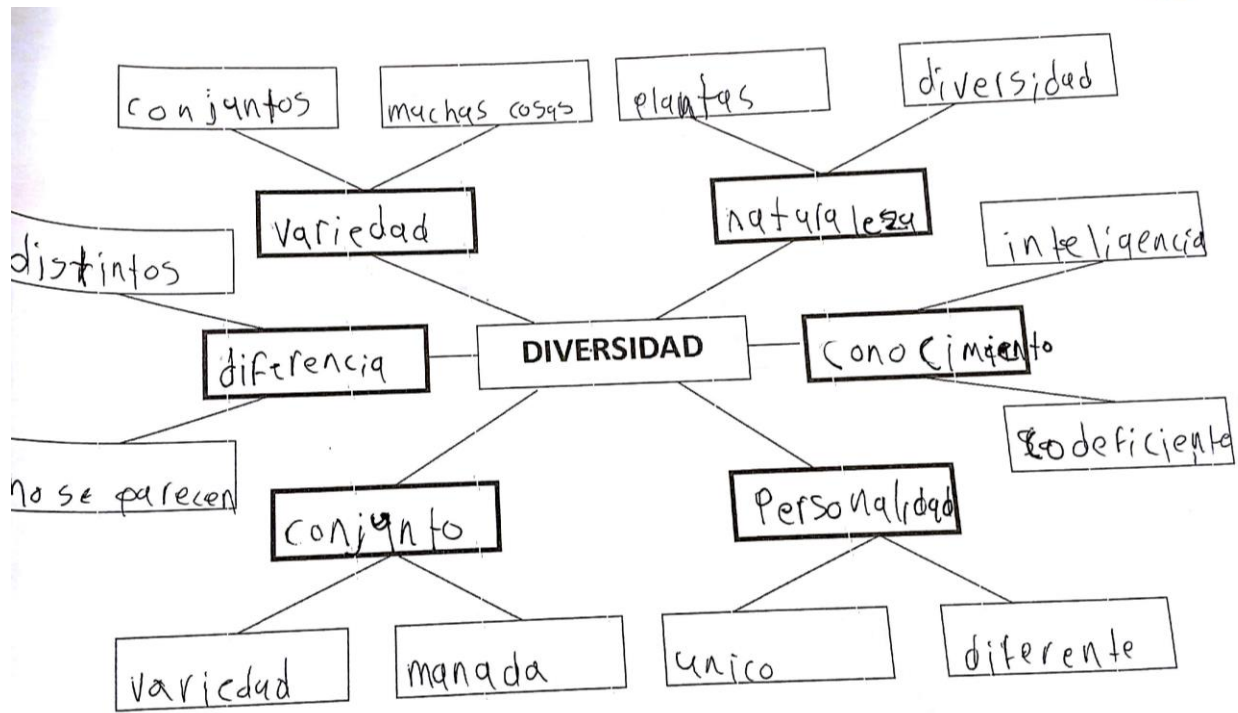 conjuntos
muchas cosas
plantas
diversidad
variedad
naturaleza
distintos
inteligencia
diferencia
DIVERSIDAD
conocimiento
no se parecen
deficiente
conjunto
Personalidad
variedad
manada
unico
diferente